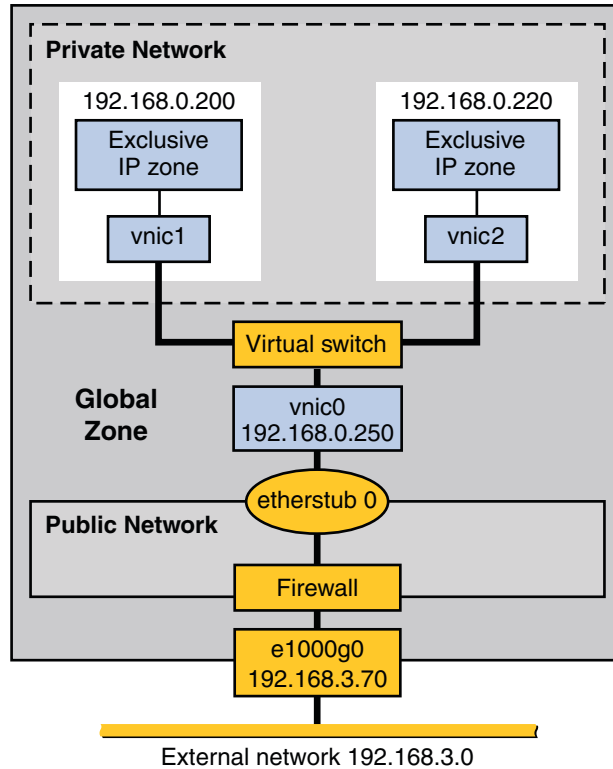 Private Network
192.168.0.200
Exclusive
IP zone
vnic1
192.168.0.220
Exclusive
IP zone
vnic2
Virtual switch
Global
Zone
vnic0
192.168.0.250
etherstub 0
Public Network
Firewall
e1000g0
192.168.3.70
External network 192.168.3.0